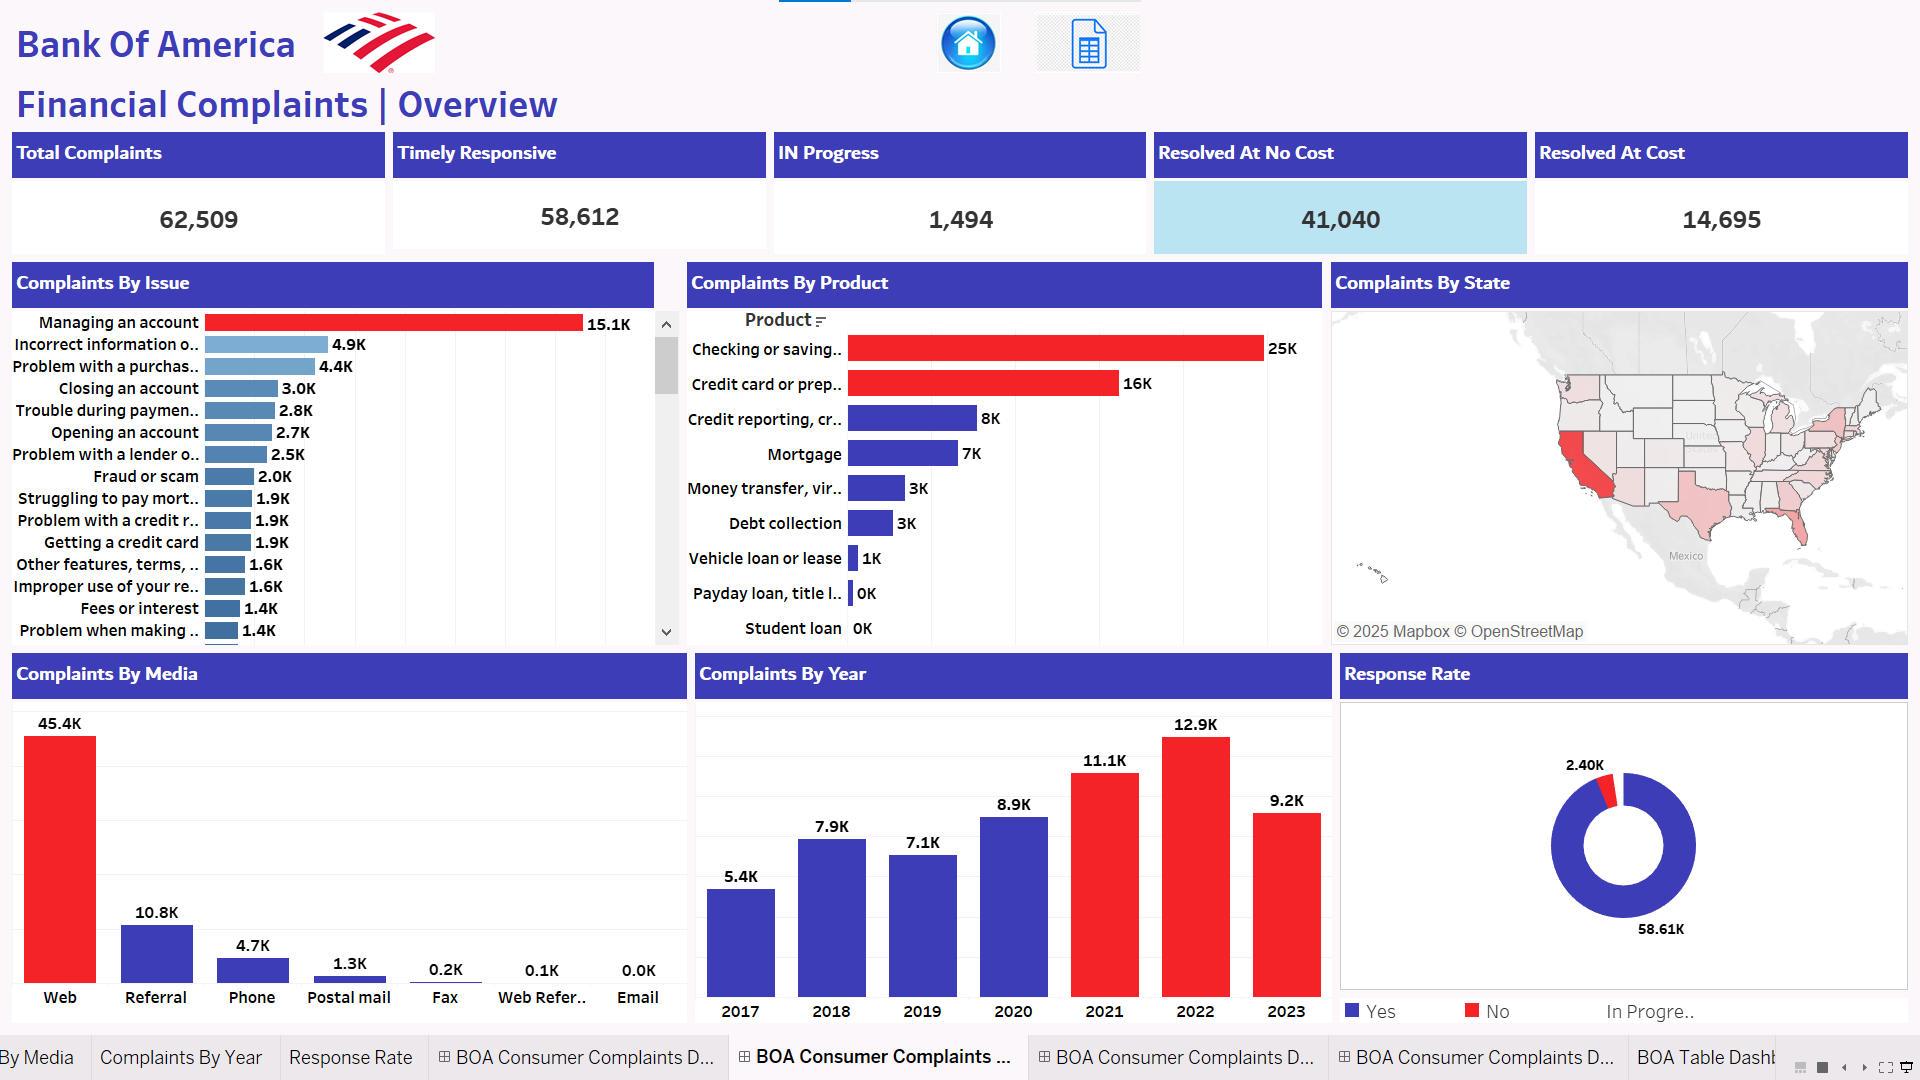 Bank Of America
Financial Complaints | Overview
Total Complaints
62,509
Timely Responsive
58,612
IN Progress
1,494
Resolved At No Cost
41,040
Resolved At Cost
14,695
Complaints By Issue
Managing an account 15.1K
Incorrect information o.. 4.9K
Problem with a purchas.. 4.4K
Closing an account 3.0K
Trouble during paymen.. 2.8K
Opening an account 2.7K
Problem with a lender o.. 2.5K
Fraud or scam 2.0K
Struggling to pay mort.. 1.9K
Problem with a credit r.. 1.9K
Getting a credit card 1.9K
Other features, terms, .. 1.6K
Improper use of your re.. 1.6K
Fees or interest 1.4K
Problem when making .. 1.4K
Complaints By Product
Product
Checking or saving.. 25K
Credit card or prep.. 16K
Credit reporting, cr.. 8K
Mortgage 7K
Money transfer, vir.. 3K
Debt collection 3K
Vehicle loan or lease 1K
Payday loan, title l.. 0K
Student loan 0K
Complaints By State
United
States
Mexico
© 2025 Mapbox © OpenStreetMap
Complaints By Media
45.4K
10.8K
4.7K
1.3K
0.2K
0.1K
0.0K
Web Referral Phone Postal mail Fax Web Refer.. Email
Complaints By Year
5.4K
7.9K
7.1K
8.9K
11.1K
12.9K
9.2K
2017 2018 2019 2020 2021 2022 2023
Response Rate
2.40K
58.61K
Yes No In Progre..
By Media Complaints By Year Response Rate BOA Consumer Complaints D... BOA Consumer Complaints ... BOA Consumer Complaints D... BOA Consumer Complaints D... BOA Table Dashb